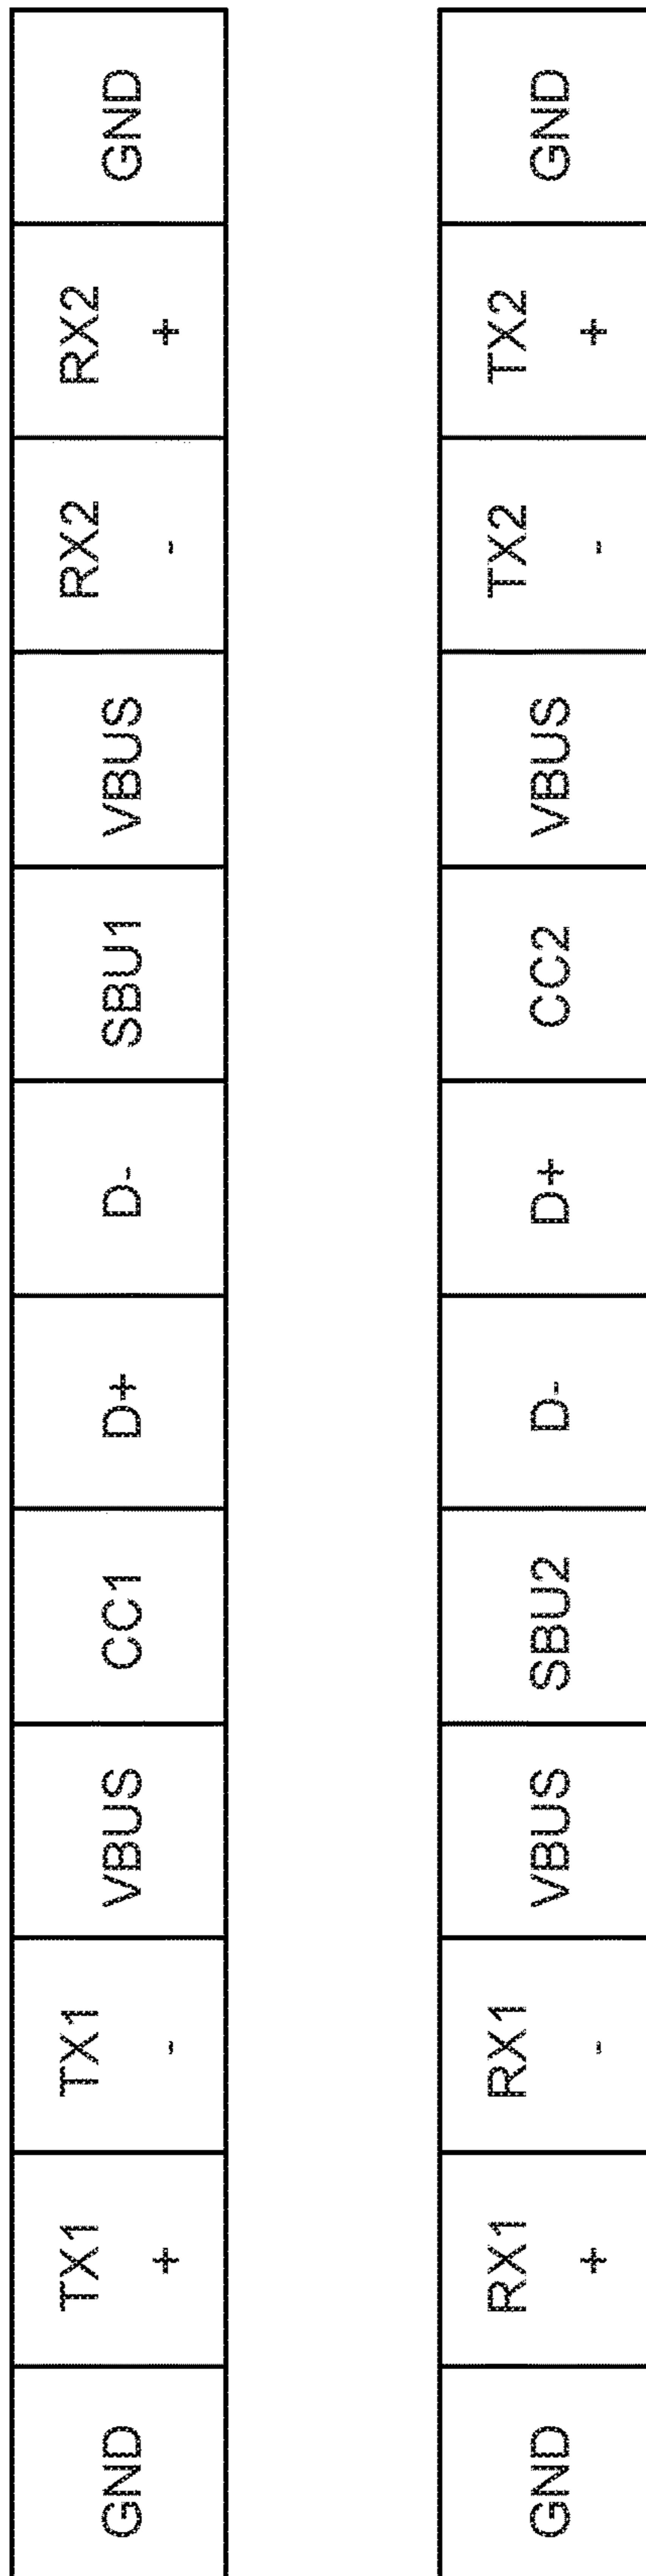 GND
TX1
+
TX1
-
VBUS
CC1
D+
D-
SBU1
VBUS
RX2
-
RX2
+
GND
GND
RX1
+
RX1
-
VBUS
SBU2
D-
D+
CC2
VBUS
TX2
-
TX2
+
GND